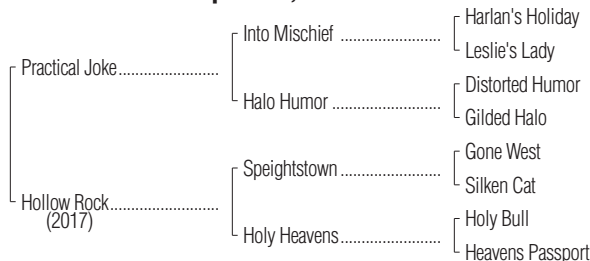 Harlan's Holiday
Into Mischief ........................
Leslie's Lady
Practical Joke........................
Distorted Humor
Halo Humor ..........................
Gilded Halo
Gone West
Speightstown ........................
Silken Cat
Hollow Rock..........................
(2017)
Holy Bull
Holy Heavens........................
Heavens Passport